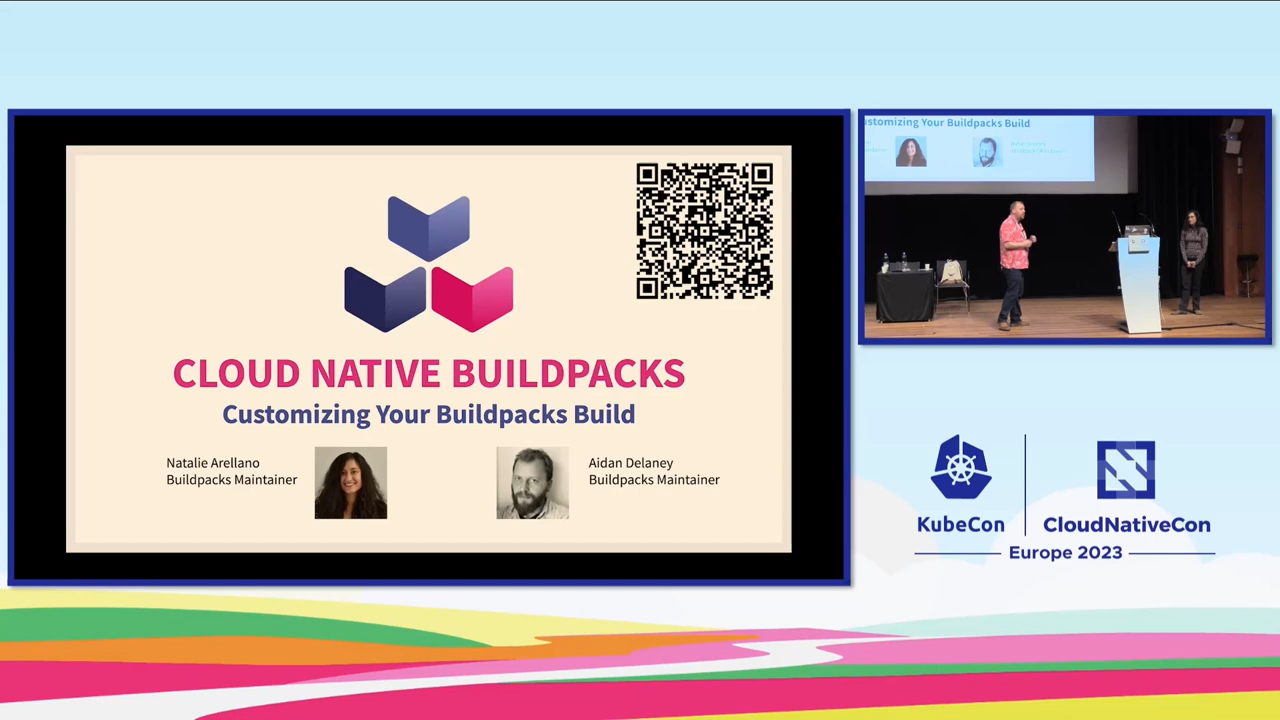 CLOUD NATIVE BUILDPACKS
Customizing Your Buildpacks Build
Natalie Arellano
Buildpacks Maintainer
Aidan Delaney
Buildpacks Maintainer
stomizing Your Buildpacks Build
KubeCon
CloudNativeCon
Europe 2023